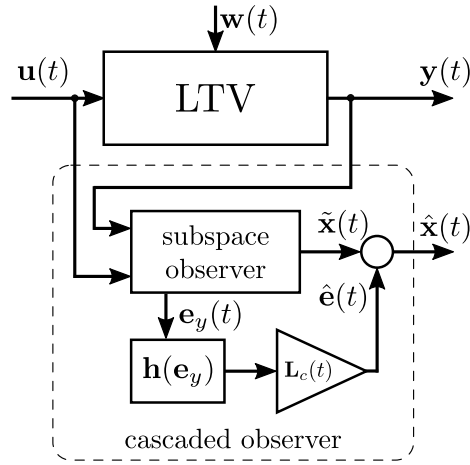 w(t)
u(t)
LTV
y(t)
subspace
observer
x̃(t)
x̂(t)
ê(t)
e_y(t)
h(e_y)
L_c(t)
cascaded observer